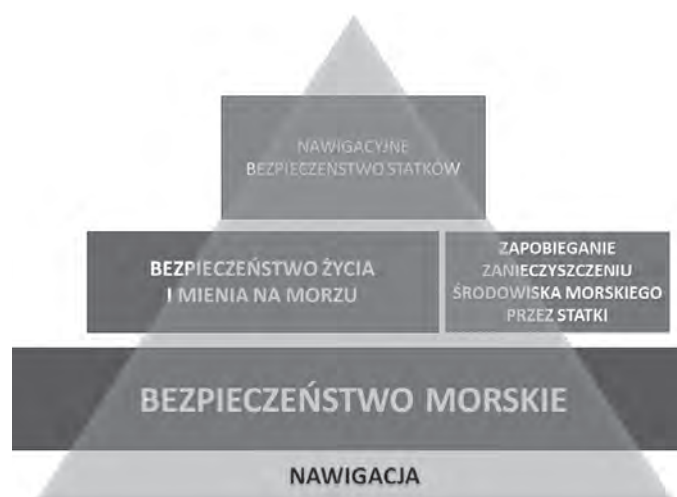 NAWIGACYJNE
BEZPIECZEŃSTWO STATKÓW
BEZPIECZEŃSTWO ŻYCIA
I MIENIA NA MORZU
ZAPOBIEGANIE
ZANIECZYSZCZENIU
ŚRODOWISKA MORSKIEGO
PRZEZ STATKI
BEZPIECZEŃSTWO MORSKIE
NAWIGACJA